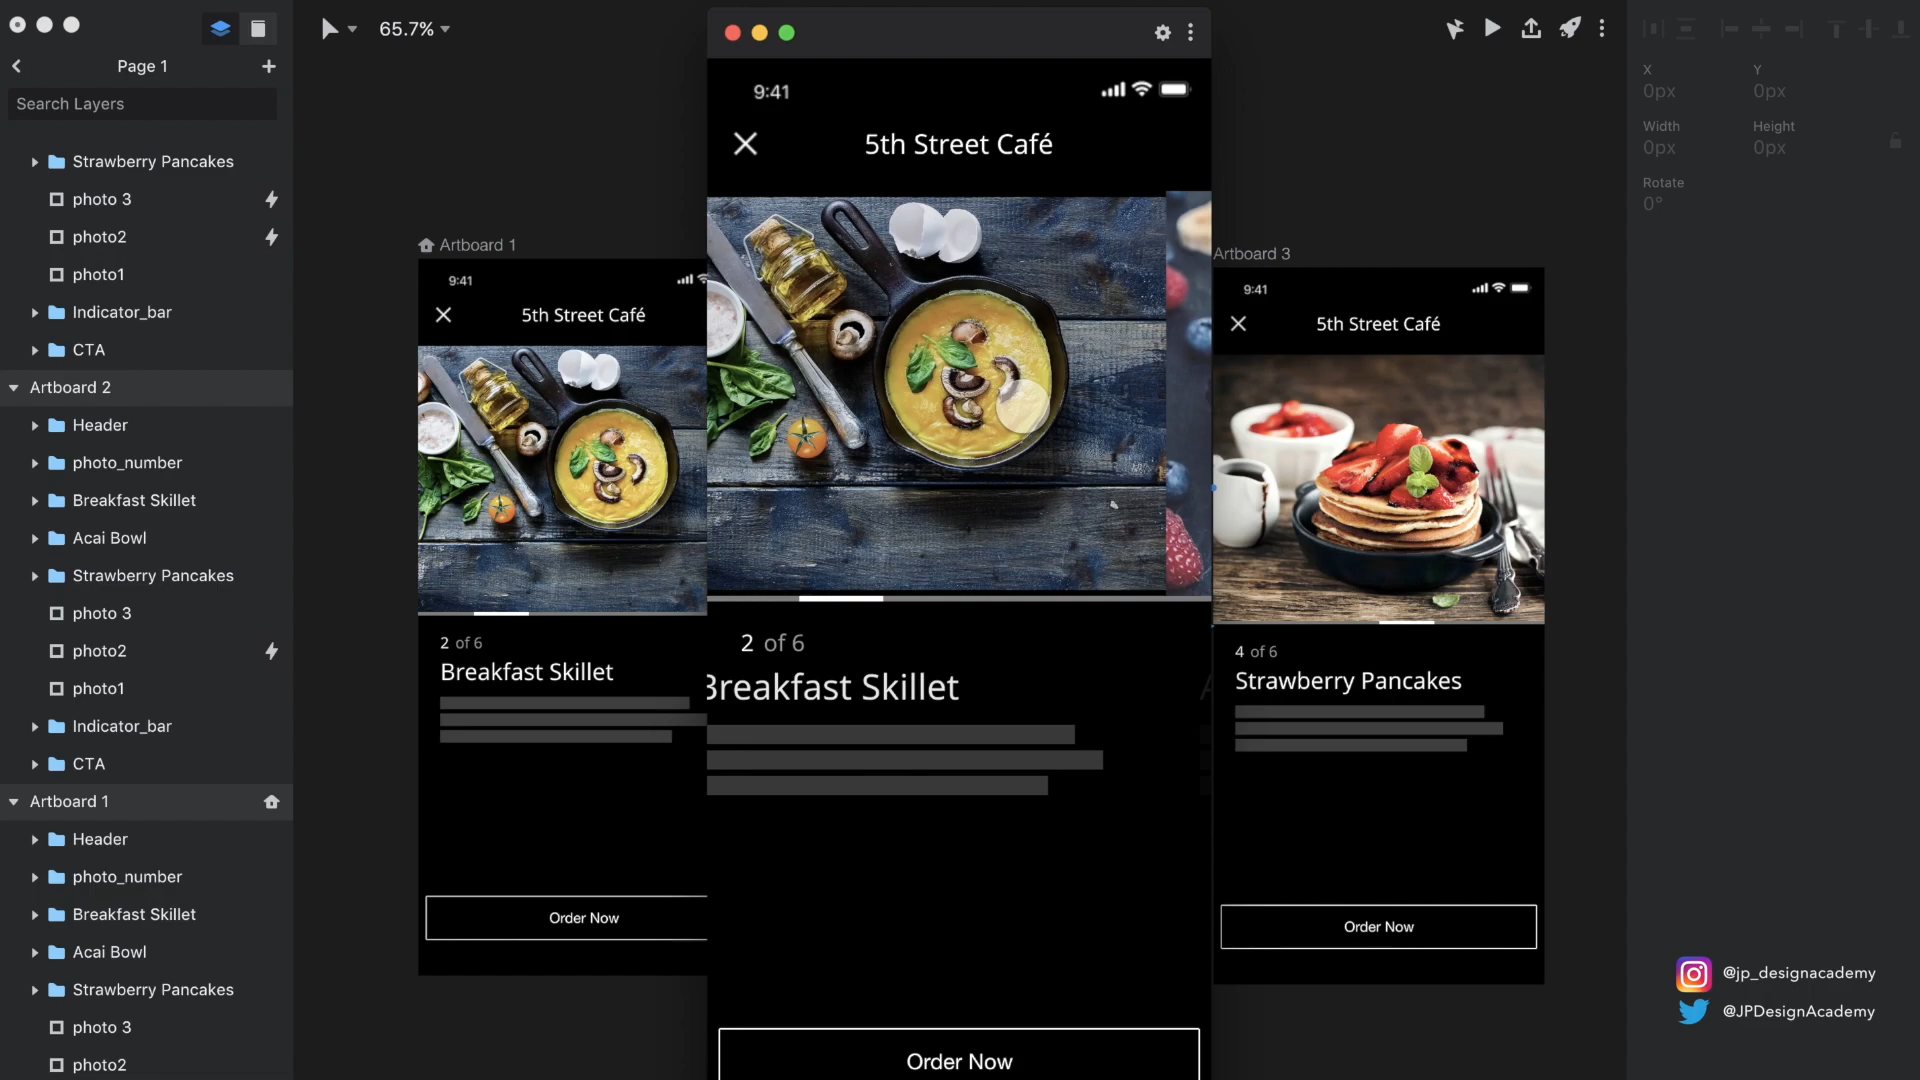 Page 1
Search Layers
Strawberry Pancakes
photo 3
photo2
photo1
Indicator_bar
CTA
Artboard 2
Header
photo_number
Breakfast Skillet
Acai Bowl
Strawberry Pancakes
photo 3
photo2
photo1
Indicator_bar
CTA
Artboard 1
Header
photo_number
Breakfast Skillet
Acai Bowl
Strawberry Pancakes
photo 3
photo2
65.7%
Artboard 1
9:41
5th Street Café
2 of 6
Breakfast Skillet
Order Now
9:41
5th Street Café
2 of 6
Breakfast Skillet
Order Now
Artboard 3
9:41
5th Street Café
4 of 6
Strawberry Pancakes
Order Now
X Y
0px 0px
Width Height
0px 0px
Rotate
0°
@jp_designacademy
@JPDesignAcademy